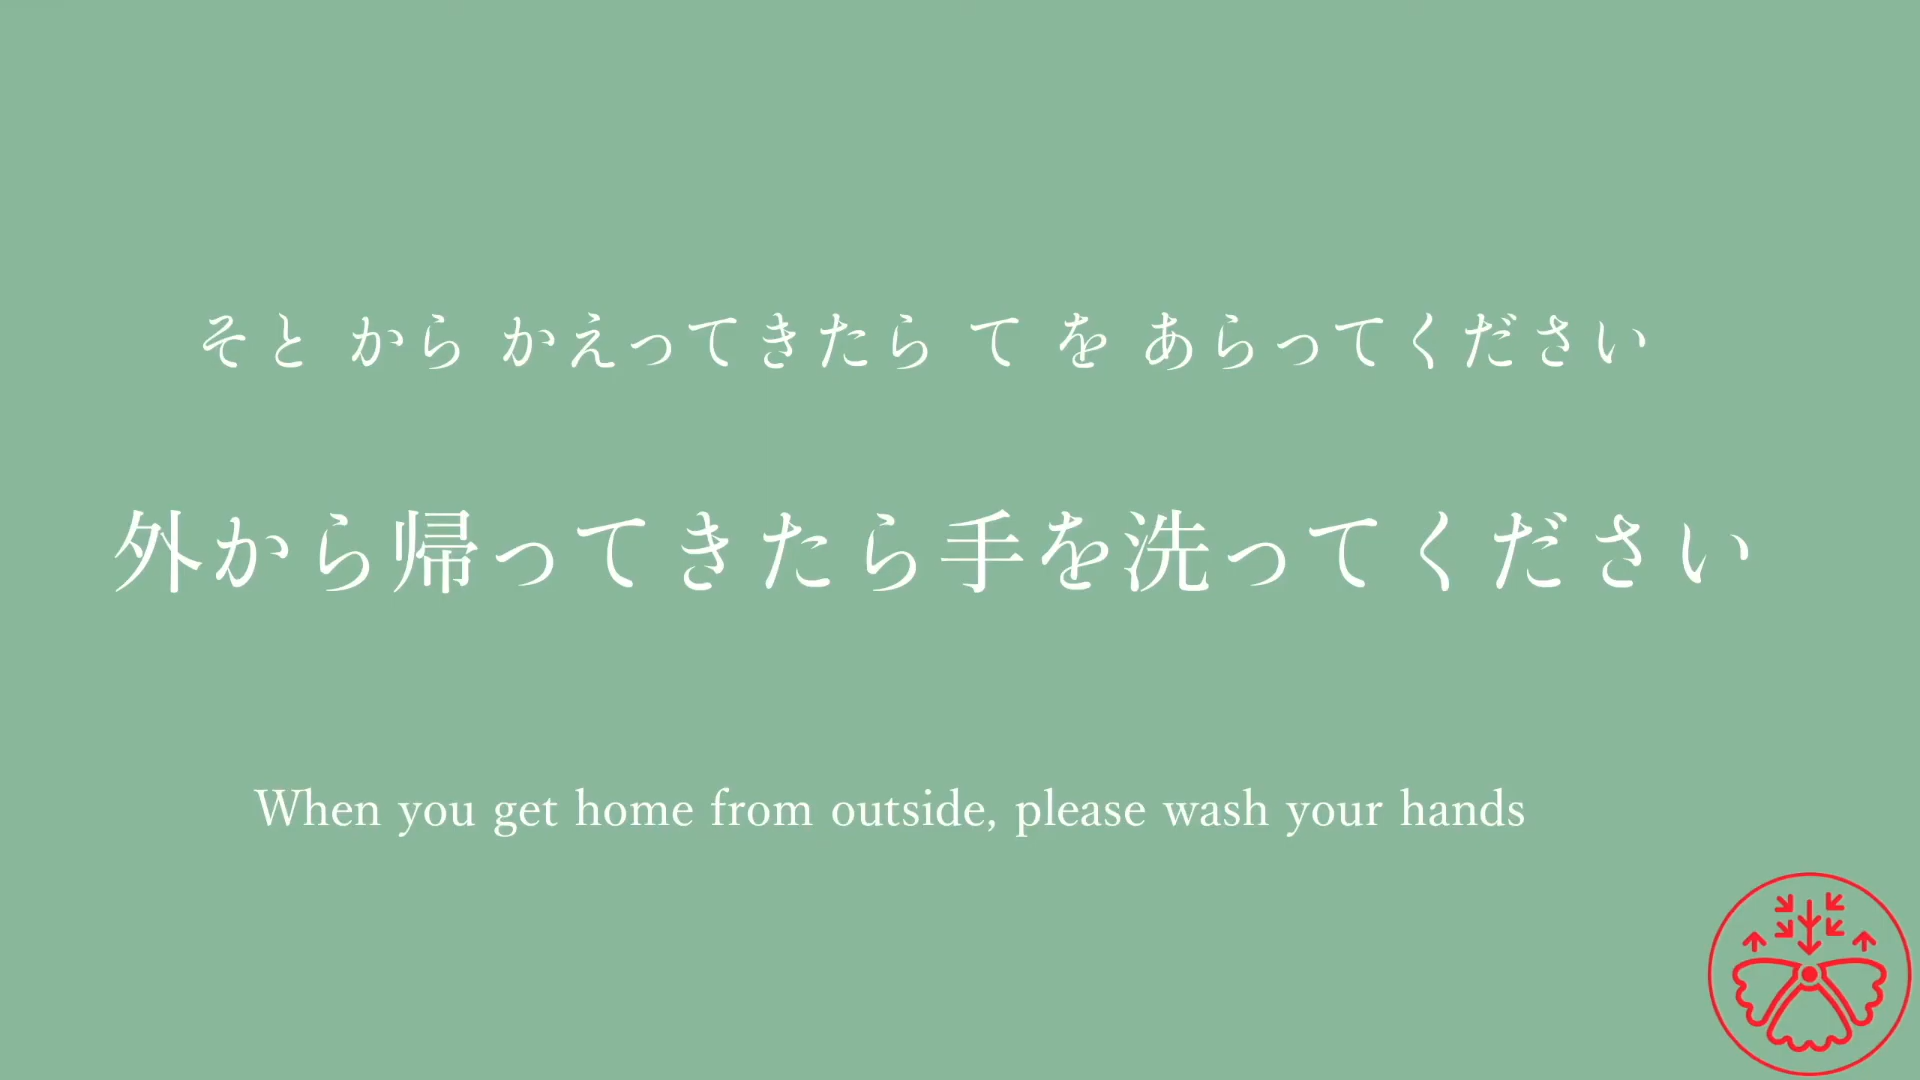 そと から かえってきたら て を あらってください
外から帰ってきたら手を洗ってください
When you get home from outside, please wash your hands